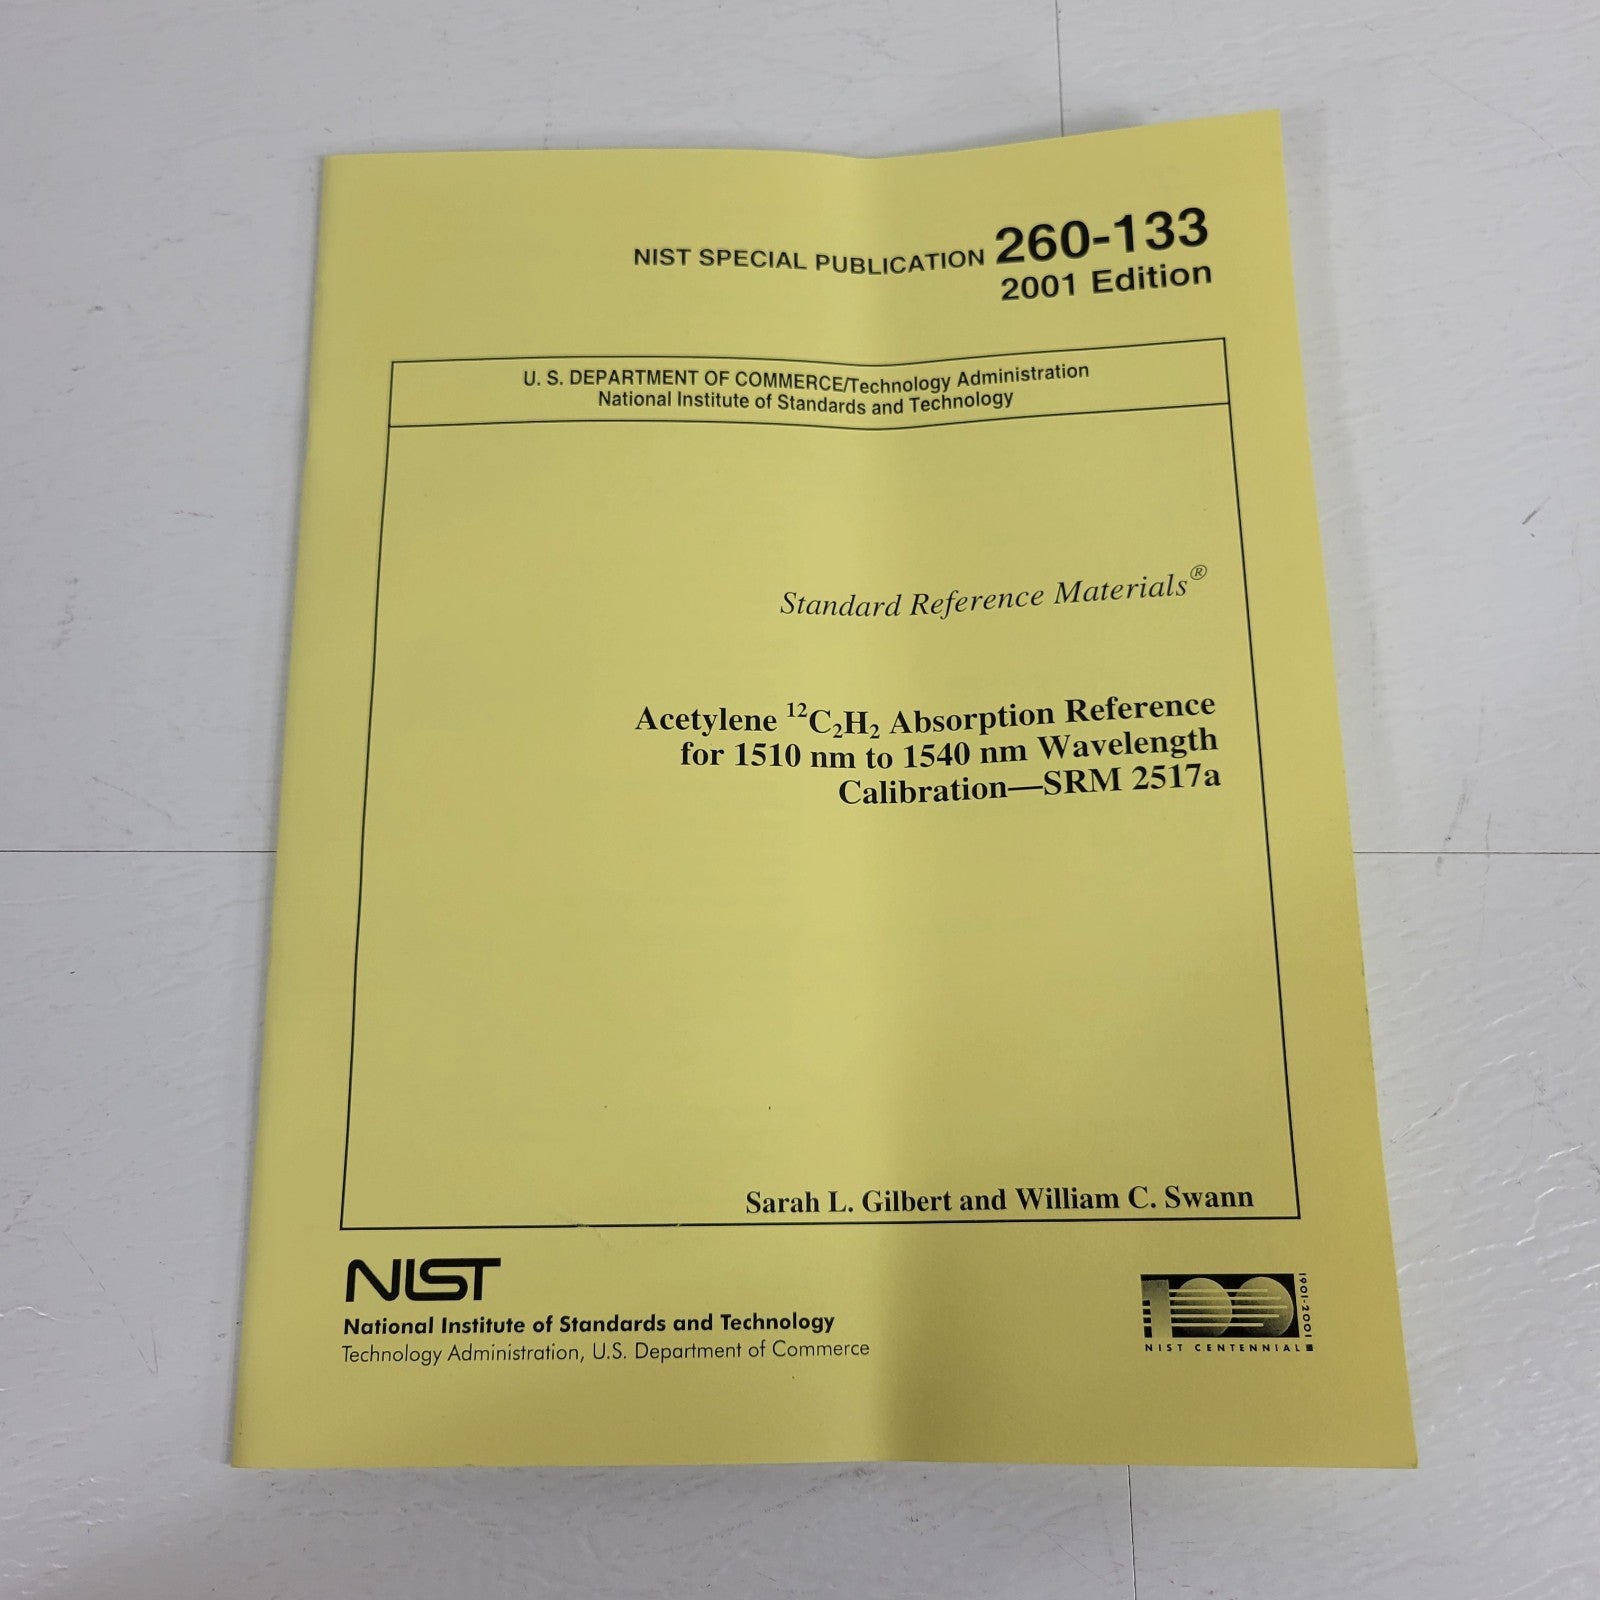 NIST SPECIAL PUBLICATION 260-133
2001 Edition
U. S. DEPARTMENT OF COMMERCE/Technology Administration
National Institute of Standards and Technology
Standard Reference Materials®
Acetylene ¹²C₂H₂ Absorption Reference
for 1510 nm to 1540 nm Wavelength
Calibration—SRM 2517a
Sarah L. Gilbert and William C. Swann
NIST
National Institute of Standards and Technology
Technology Administration, U.S. Department of Commerce
100
1901-2001
NIST CENTENNIAL